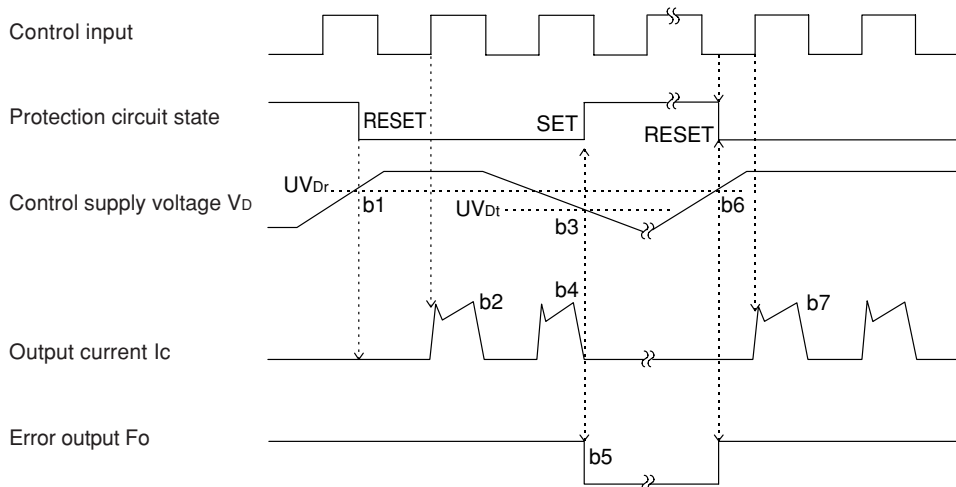 Control input
Protection circuit state
RESET
SET
RESET
Control supply voltage VD
UVDr
b1
UVDt
b3
b6
Output current Ic
b2
b4
b7
Error output Fo
b5